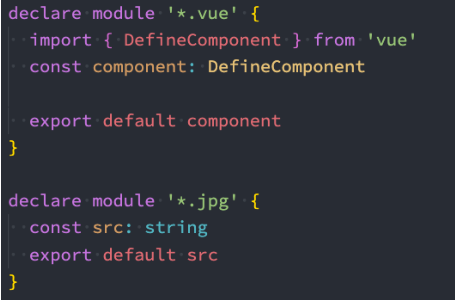 declare module '*.vue' {
  import { DefineComponent } from 'vue'
  const component: DefineComponent

  export default component
}

declare module '*.jpg' {
  const src: string
  export default src
}